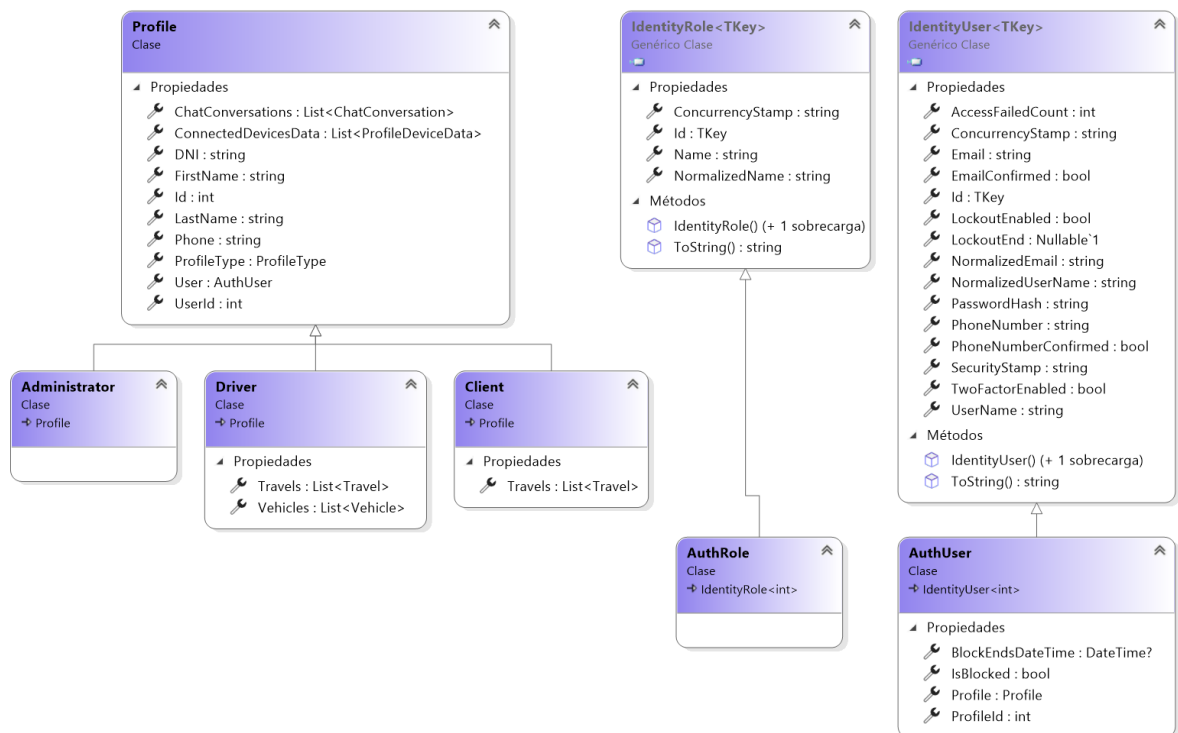 Profile
Clase
Propiedades
ChatConversations : List<ChatConversation>
ConnectedDevicesData : List<ProfileDeviceData>
DNI : string
FirstName : string
Id : int
LastName : string
Phone : string
ProfileType : ProfileType
User : AuthUser
UserId : int
IdentityRole<TKey>
Genérico Clase
Propiedades
ConcurrencyStamp : string
Id : TKey
Name : string
NormalizedName : string
Métodos
IdentityRole() (+ 1 sobrecarga)
ToString() : string
IdentityUser<TKey>
Genérico Clase
Propiedades
AccessFailedCount : int
ConcurrencyStamp : string
Email : string
EmailConfirmed : bool
Id : TKey
LockoutEnabled : bool
LockoutEnd : Nullable`1
NormalizedEmail : string
NormalizedUserName : string
PasswordHash : string
PhoneNumber : string
PhoneNumberConfirmed : bool
SecurityStamp : string
TwoFactorEnabled : bool
UserName : string
Métodos
IdentityUser() (+ 1 sobrecarga)
ToString() : string
Administrator
Clase
Profile
Driver
Clase
Profile
Propiedades
Travels : List<Travel>
Vehicles : List<Vehicle>
Client
Clase
Profile
Propiedades
Travels : List<Travel>
AuthRole
Clase
IdentityRole<int>
AuthUser
Clase
IdentityUser<int>
Propiedades
BlockEndsDateTime : DateTime?
IsBlocked : bool
Profile : Profile
ProfileId : int